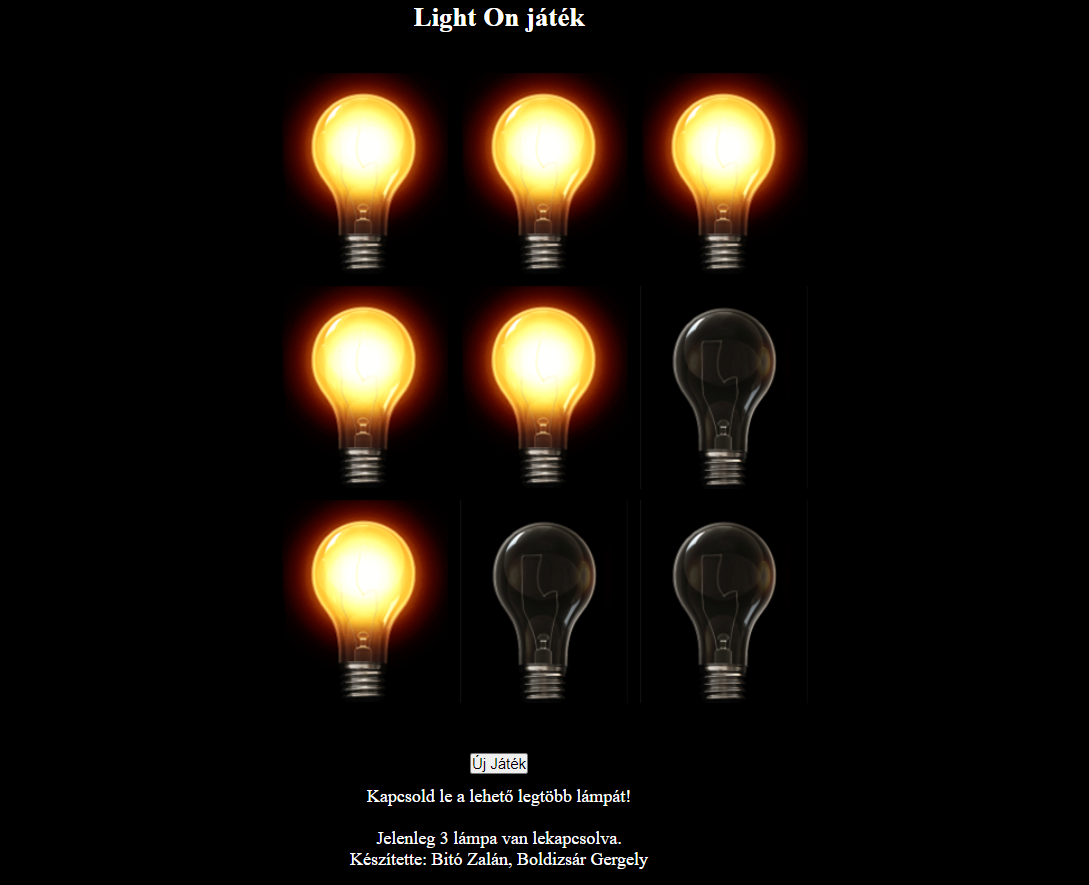 Light On játék
Új Játék
Kapcsold le a lehető legtöbb lámpát!
Jelenleg 3 lámpa van lekapcsolva.
Készítette: Bitó Zalán, Boldizsár Gergely